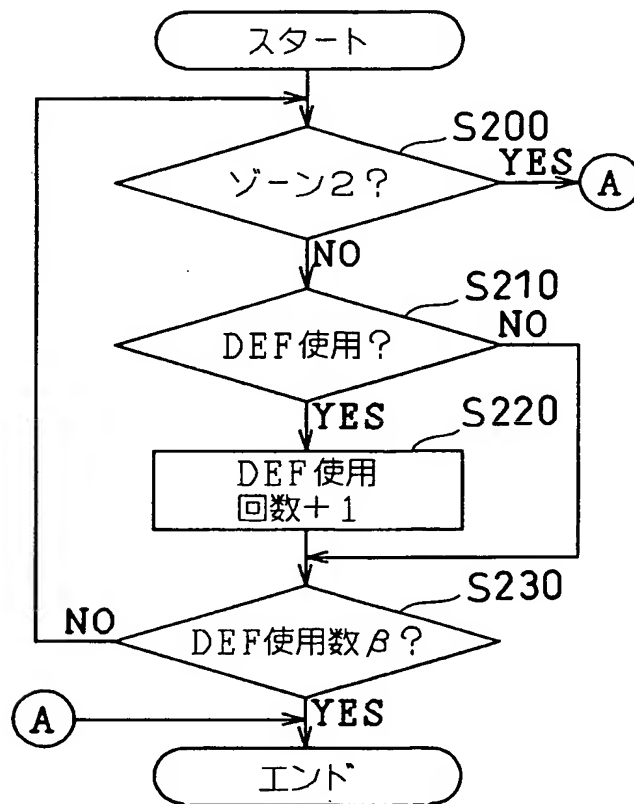 スタート
S200
YES
ゾーン2?
A
NO
S210
NO
DEF使用?
YES
S220
DEF使用
回数+1
S230
NO
DEF使用数β?
A
YES
エンド